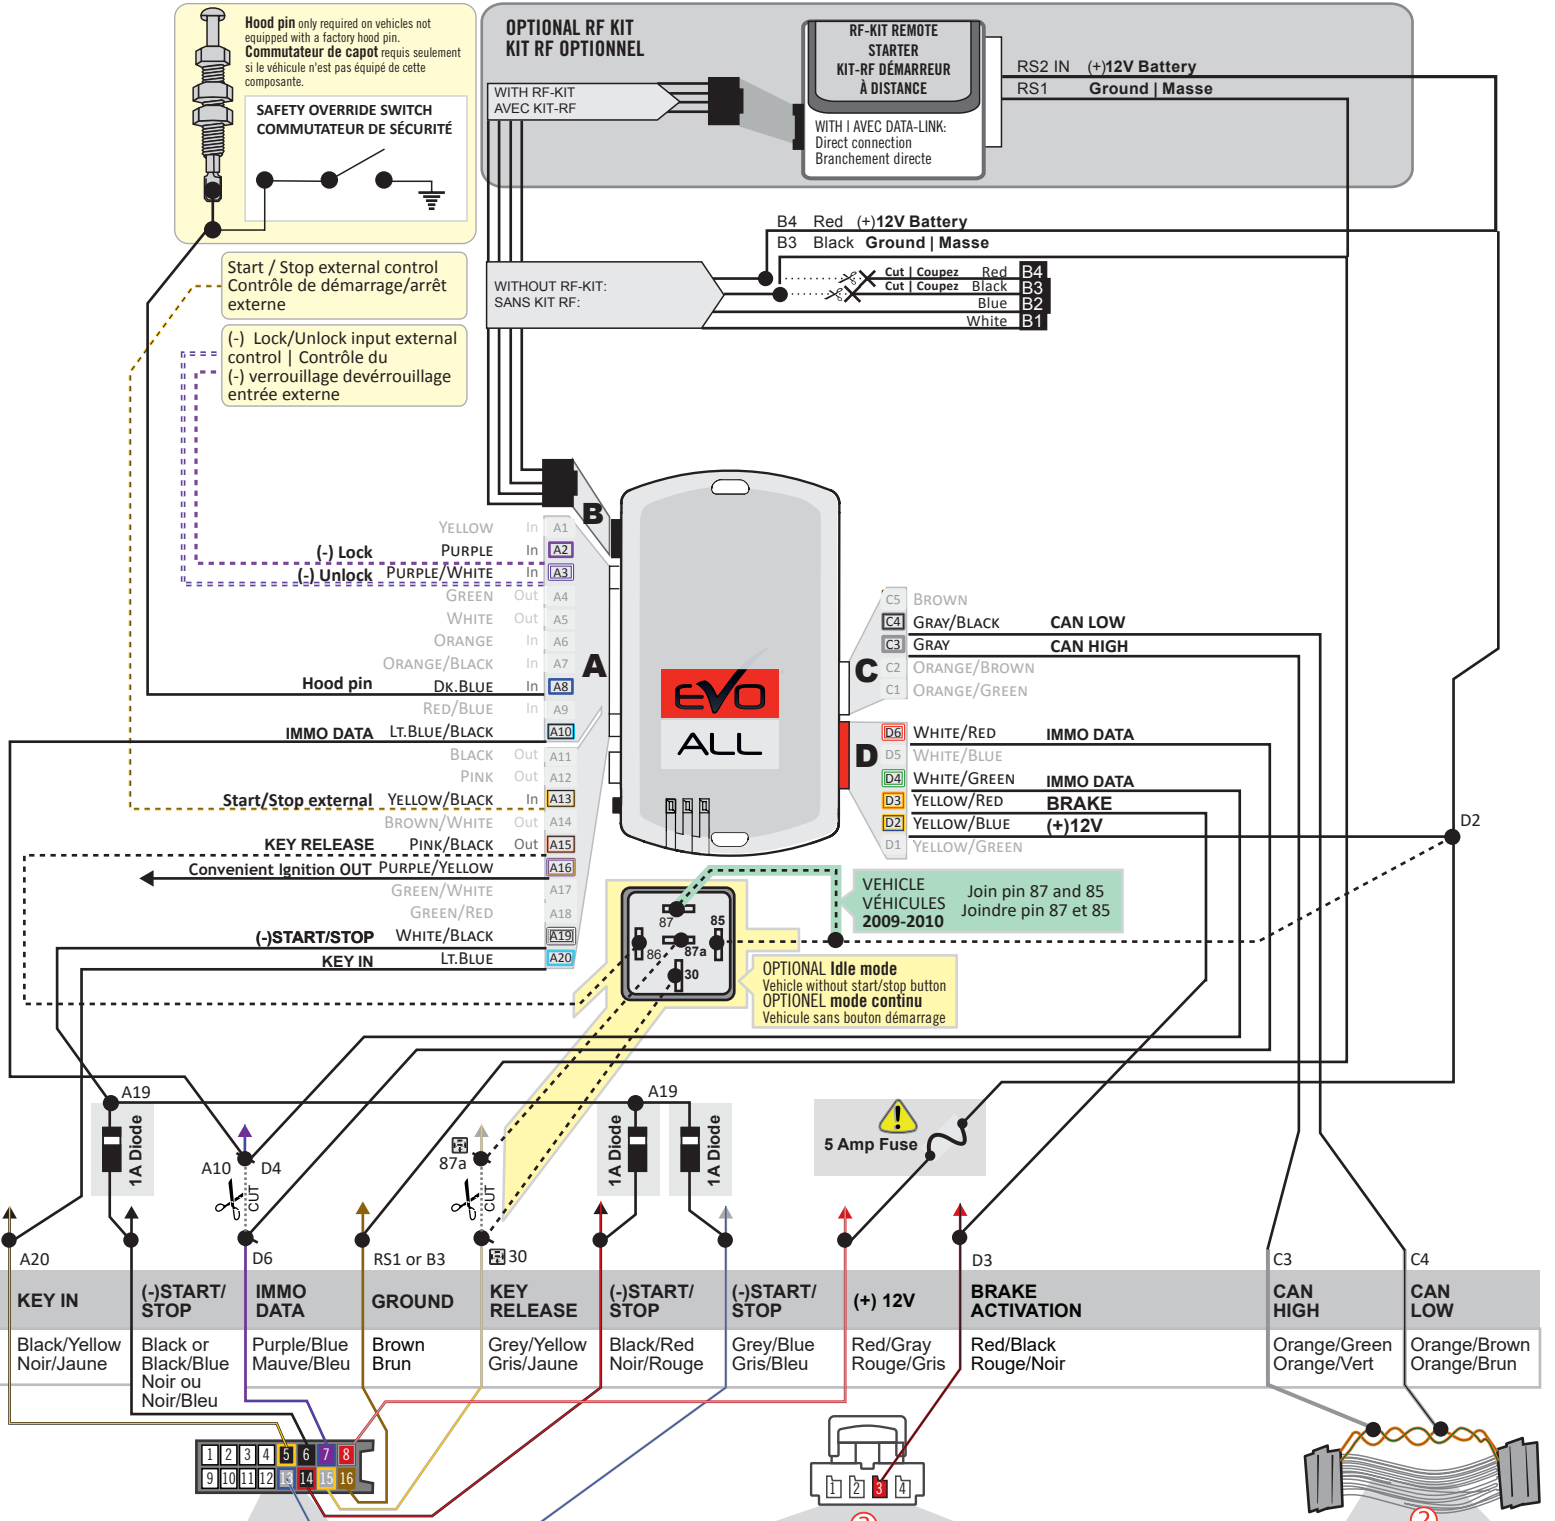 Hood pin only required on vehicles not
equipped with a factory hood pin.
Commutateur de capot requis seulement
si le véhicule n'est pas équipé de cette
composante.
SAFETY OVERRIDE SWITCH
COMMUTATEUR DE SÉCURITÉ
OPTIONAL RF KIT
KIT RF OPTIONNEL
WITH RF-KIT
AVEC KIT-RF
RF-KIT REMOTE
STARTER
KIT-RF DÉMARREUR
À DISTANCE
WITH | AVEC DATA-LINK:
Direct connection
Branchement directe
RS2 IN (+)12V Battery
RS1 Ground | Masse
B4 Red (+)12V Battery
B3 Black Ground | Masse
WITHOUT RF-KIT:
SANS KIT RF:
Cut | Coupez Red B4
Cut | Coupez Black B3
Blue B2
White B1
Start / Stop external control
Contrôle de démarrage/arrêt
externe
(-) Lock/Unlock input external
control | Contrôle du
(-) verrouillage devérrouillage
entrée externe
B
A
YELLOW In A1
(-) Lock PURPLE In A2
(-) Unlock PURPLE/WHITE In A3
GREEN Out A4
WHITE Out A5
ORANGE In A6
ORANGE/BLACK In A7
Hood pin DK.BLUE In A8
RED/BLUE In A9
IMMO DATA LT.BLUE/BLACK A10
BLACK Out A11
PINK Out A12
Start/Stop external YELLOW/BLACK In A13
BROWN/WHITE Out A14
KEY RELEASE PINK/BLACK Out A15
Convenient Ignition OUT PURPLE/YELLOW A16
GREEN/WHITE A17
GREEN/RED A18
(-)START/STOP WHITE/BLACK A19
KEY IN LT.BLUE A20
EVO
ALL
C
C5 BROWN
C4 GRAY/BLACK CAN LOW
C3 GRAY CAN HIGH
C2 ORANGE/BROWN
C1 ORANGE/GREEN
D
D6 WHITE/RED IMMO DATA
D5 WHITE/BLUE
D4 WHITE/GREEN IMMO DATA
D3 YELLOW/RED BRAKE
D2 YELLOW/BLUE (+)12V
D1 YELLOW/GREEN
D2
VEHICLE
VÉHICULES
2009-2010
Join pin 87 and 85
Joindre pin 87 et 85
87
85
86
87a
30
OPTIONAL Idle mode
Vehicle without start/stop button
OPTIONEL mode continu
Vehicule sans bouton démarrage
A19
1A Diode
A10
D4
CUT
87a
CUT
A19
1A Diode
1A Diode
5 Amp Fuse
A20
D6
RS1 or B3
30
D3
C3
C4
KEY IN
(-)START/
STOP
IMMO
DATA
GROUND
KEY
RELEASE
(-)START/
STOP
(-)START/
STOP
(+) 12V
BRAKE
ACTIVATION
CAN
HIGH
CAN
LOW
Black/Yellow
Noir/Jaune
Black or
Black/Blue
Noir ou
Noir/Bleu
Purple/Blue
Mauve/Bleu
Brown
Brun
Grey/Yellow
Gris/Jaune
Black/Red
Noir/Rouge
Grey/Blue
Gris/Bleu
Red/Gray
Rouge/Gris
Red/Black
Rouge/Noir
Orange/Green
Orange/Vert
Orange/Brown
Orange/Brun
1 2 3 4 5 6 7 8
9 10 11 12 13 14 15 16
1 2 3 4